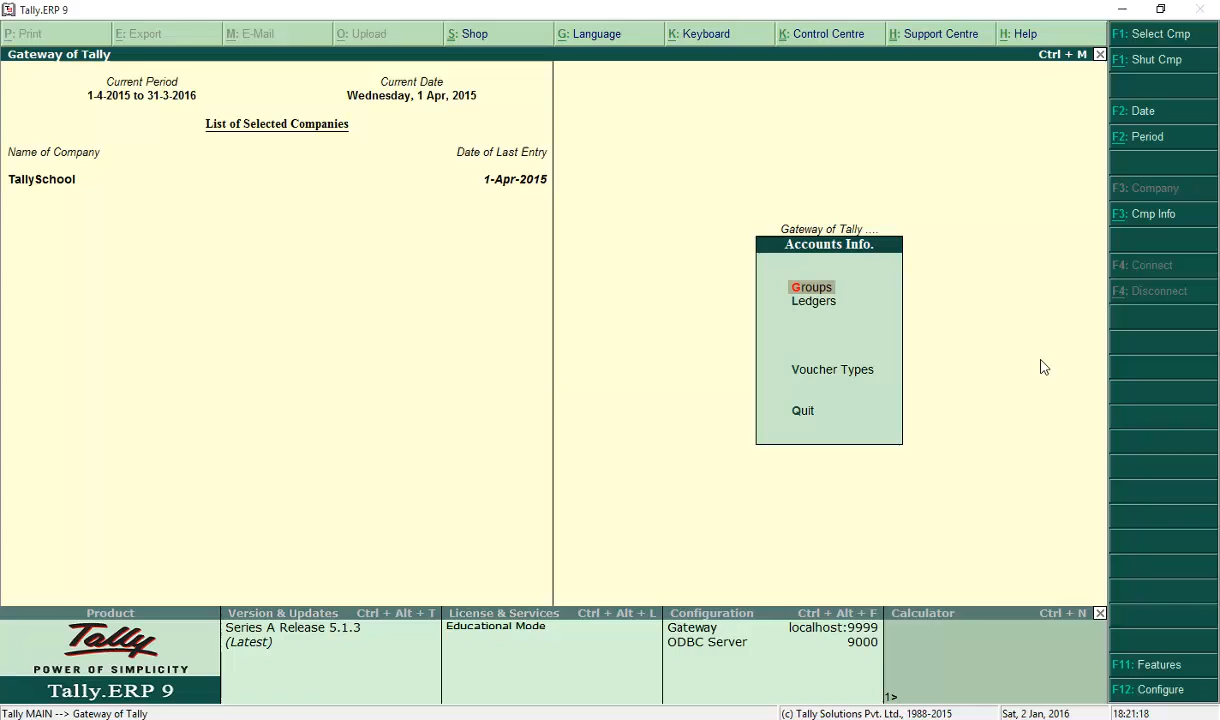 Tally.ERP 9
P: Print
E: Export
M: E-Mail
O: Upload
S: Shop
G: Language
K: Keyboard
K: Control Centre
H: Support Centre
H: Help
F1: Select Cmp
Gateway of Tally
Ctrl + M
F1: Shut Cmp
Current Period
Current Date
1-4-2015 to 31-3-2016
Wednesday, 1 Apr, 2015
F2: Date
List of Selected Companies
F2: Period
Name of Company
Date of Last Entry
TallySchool
1-Apr-2015
F3: Company
F3: Cmp Info
Gateway of Tally ....
Accounts Info.
F4: Connect
Groups
F4: Disconnect
Ledgers
Voucher Types
Quit
Product
Version & Updates
Ctrl + Alt + T
License & Services
Ctrl + Alt + L
Configuration
Ctrl + Alt + F
Calculator
Ctrl + N
Tally
POWER OF SIMPLICITY
Tally.ERP 9
Series A Release 5.1.3
(Latest)
Educational Mode
Gateway
localhost:9999
ODBC Server
9000
1>
F11: Features
F12: Configure
Tally MAIN --> Gateway of Tally
(c) Tally Solutions Pvt. Ltd., 1988-2015
Sat, 2 Jan, 2016
18:21:18